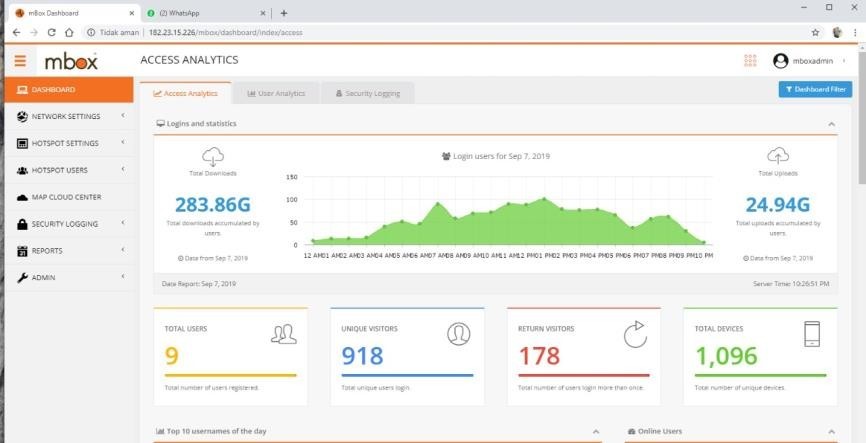 mBox Dashboard
(2) WhatsApp
Tidak aman 182.23.15.226/mbox/dashboard/index/access
mbox
ACCESS ANALYTICS
mboxadmin
DASHBOARD
NETWORK SETTINGS
HOTSPOT SETTINGS
HOTSPOT USERS
MAP CLOUD CENTER
SECURITY LOGGING
REPORTS
ADMIN
Access Analytics
User Analytics
Security Logging
Dashboard Filter
Logins and statistics
Total Downloads
283.86G
Total downloads accumulated by
users.
Data from Sep 7, 2019
Login users for Sep 7, 2019
150
100
50
0
12 AM01 AM02 AM03 AM04 AM05 AM06 AM07 AM08 AM09 AM10 AM11 AM12 PM01 PM02 PM03 PM04 PM05 PM06 PM07 PM08 PM09 PM10 PM
Total Uploads
24.94G
Total uploads accumulated by
users.
Data from Sep 7, 2019
Date Report: Sep 7, 2019
Server Time: 10:26:51 PM
TOTAL USERS
9
Total number of users registered.
UNIQUE VISITORS
918
Total unique users login.
RETURN VISITORS
178
Total number of users login more than once.
TOTAL DEVICES
1,096
Total number of unique devices.
Top 10 usernames of the day
Online Users